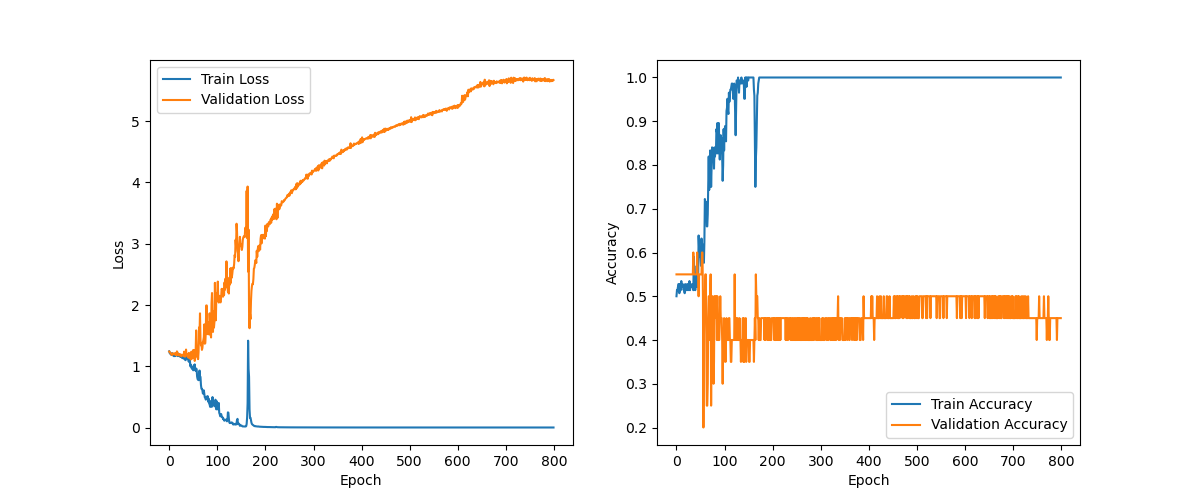 Train Loss
Validation Loss
5
4
3
2
1
0
0 100 200 300 400 500 600 700 800
Epoch
Loss
1.0
0.9
0.8
0.7
0.6
0.5
0.4
0.3
0.2
Train Accuracy
Validation Accuracy
0 100 200 300 400 500 600 700 800
Epoch
Accuracy